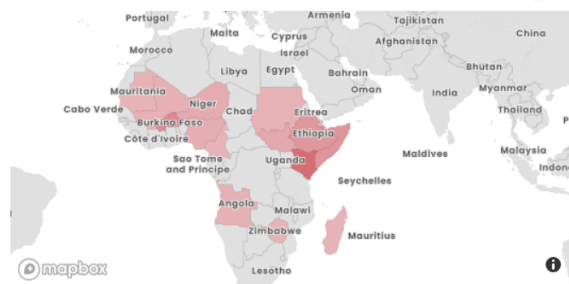 Portugal
Armenia
Tajikistan
Malta
Cyprus
Afghanistan
China
Morocco
Israel
Libya
Egypt
Bahrain
Bhutan
Oman
Mauritania
Niger
Chad
India
Myanmar
Cabo Verde
Eritrea
Thailand
Burkina Faso
Ethiopia
Côte d'Ivoire
Sao Tome
and Principe
Uganda
Maldives
Malaysia
Indon
Seychelles
Angola
Malawi
Zimbabwe
Mauritius
Lesotho
mapbox
i